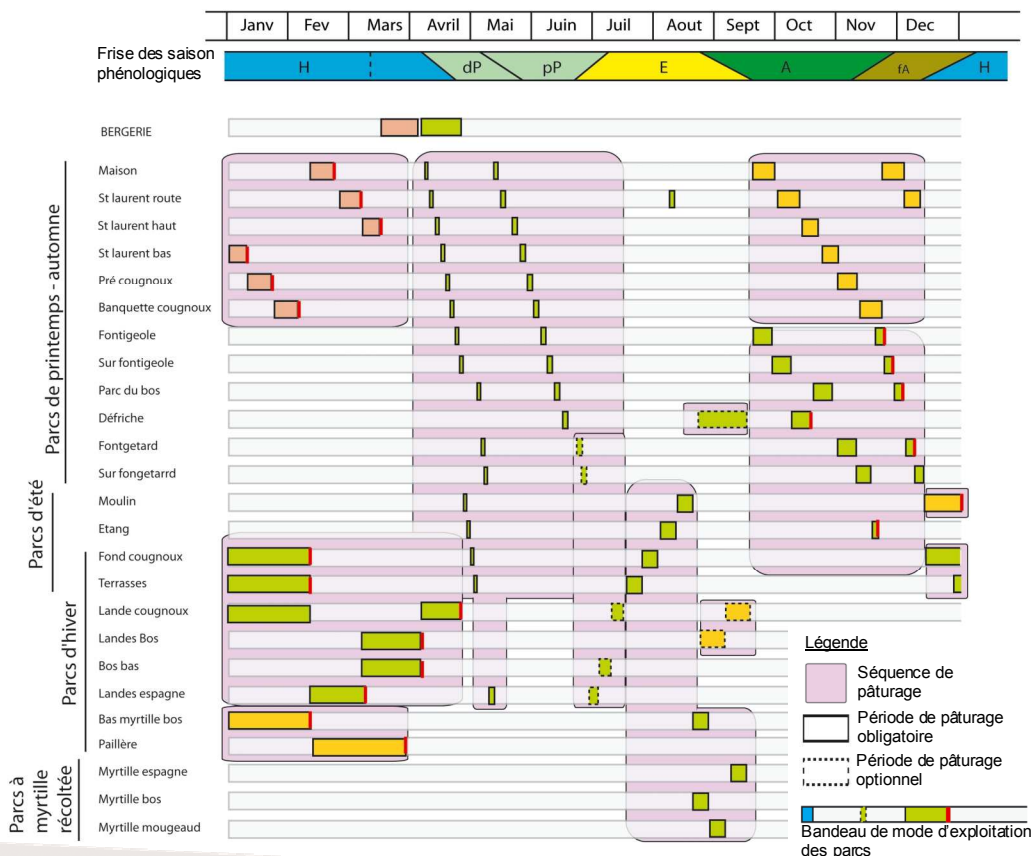 Janv Fev Mars Avril Mai Juin Juil Aout Sept Oct Nov Dec
Frise des saison
phénologiques
H dP pP E A fA H
BERGERIE
Parcs de printemps - automne
Maison
St laurent route
St laurent haut
St laurent bas
Pré cougnoux
Banquette cougnoux
Fontigeole
Sur fontigeole
Parc du bos
Défriche
Fontgetard
Sur fongetarrd
Parcs d'été
Moulin
Etang
Fond cougnoux
Terrasses
Parcs d'hiver
Lande cougnoux
Landes Bos
Bos bas
Landes espagne
Bas myrtille bos
Paillère
Parcs à
myrtille
récoltée
Myrtille espagne
Myrtille bos
Myrtille mougeaud
Légende
Séquence de
pâturage
Période de pâturage
obligatoire
Période de pâturage
optionnel
Bandeau de mode d'exploitation
des parcs